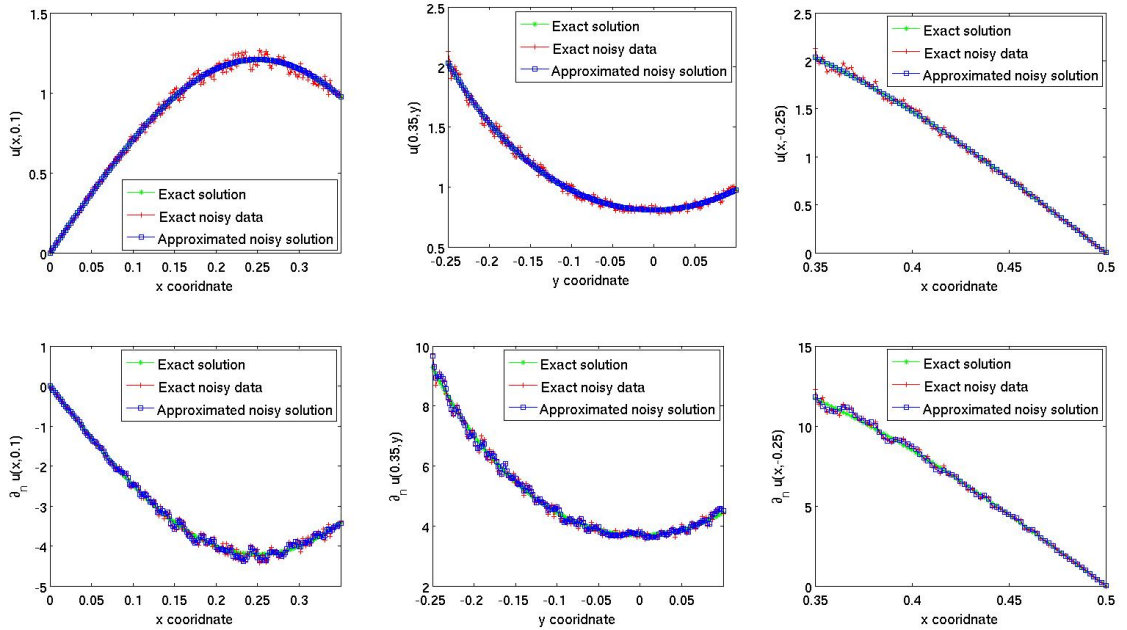 1.5
1
0.5
0
u(x,0.1)
Exact solution
Exact noisy data
Approximated noisy solution
0 0.05 0.1 0.15 0.2 0.25 0.3
x cooridnate
2.5
2
1.5
1
0.5
u(0.35,y)
Exact solution
Exact noisy data
Approximated noisy solution
-0.25 -0.2 -0.15 -0.1 -0.05 0 0.05
y cooridnate
2.5
2
1.5
1
0.5
0
u(x,-0.25)
Exact solution
Exact noisy data
Approximated noisy solution
0.35 0.4 0.45 0.5
x cooridnate
1
0
-1
-2
-3
-4
-5
∂n u(x,0.1)
Exact solution
Exact noisy data
Approximated noisy solution
0 0.05 0.1 0.15 0.2 0.25 0.3
x cooridnate
10
8
6
4
2
∂n u(0.35,y)
Exact solution
Exact noisy data
Approximated noisy solution
-0.25 -0.2 -0.15 -0.1 -0.05 0 0.05
y cooridnate
15
10
5
0
∂n u(x,-0.25)
Exact solution
Exact noisy data
Approximated noisy solution
0.35 0.4 0.45 0.5
x cooridnate